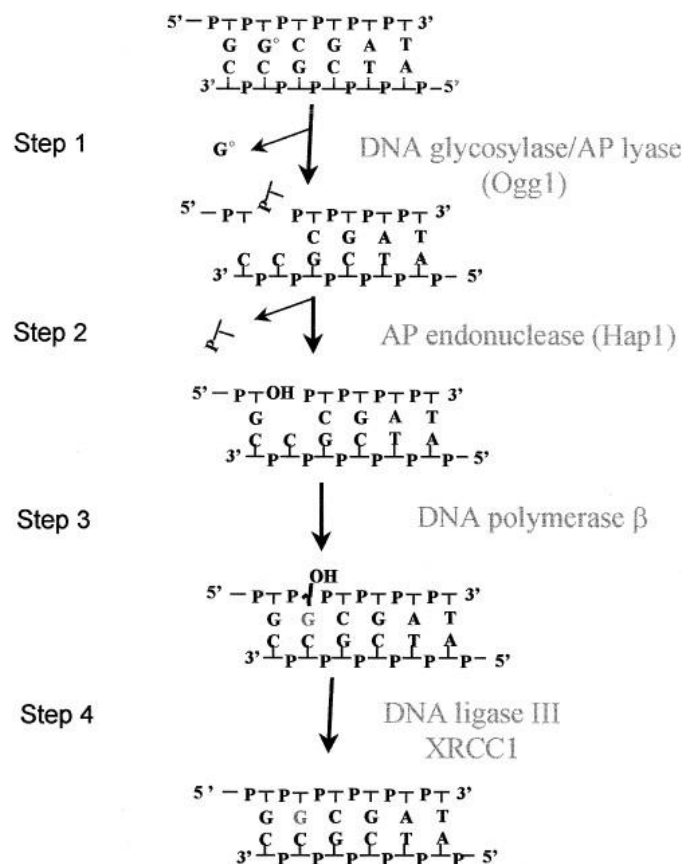 5’ P P P P P P P 3’
G G° C G A T
C C G C T A
3’ P P P P P P P 5’
Step 1
G°
DNA glycosylase/AP lyase
(Ogg1)
P
5’ P P P P P P 3’
C G A T
C C G C T A
3’ P P P P P P P 5’
Step 2
P
AP endonuclease (Hap1)
5’ P OH P P P P P 3’
G C G A T
C C G C T A
3’ P P P P P P P 5’
Step 3
DNA polymerase β
OH
5’ P P P P P P P 3’
G G C G A T
C C G C T A
3’ P P P P P P P 5’
Step 4
DNA ligase III
XRCC1
5’ P P P P P P P 3’
G G C G A T
C C G C T A
3’ P P P P P P P 5’